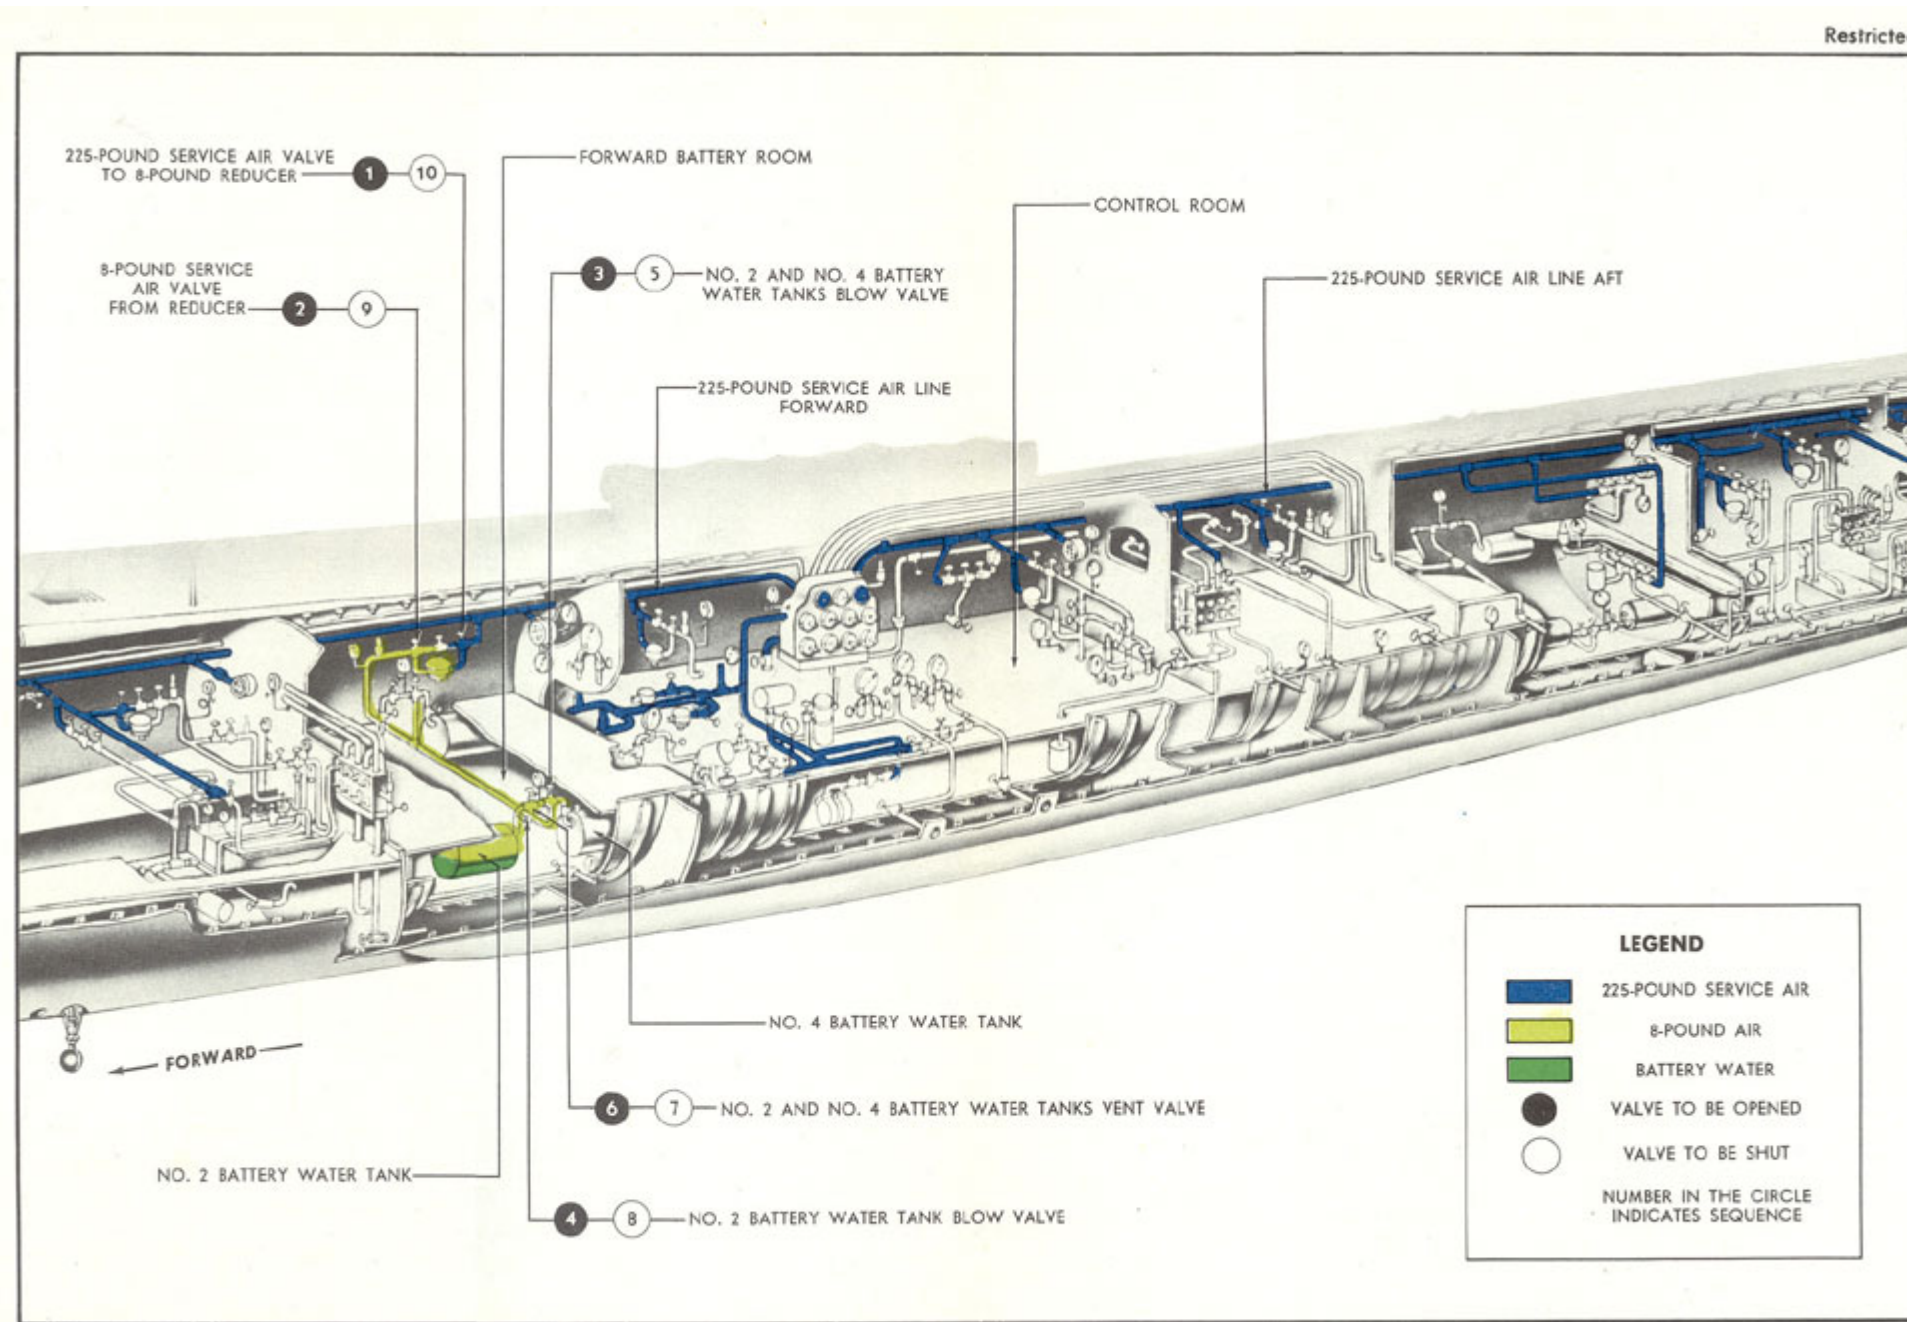 Restricte
225-POUND SERVICE AIR VALVE
TO 8-POUND REDUCER
1
10
FORWARD BATTERY ROOM
CONTROL ROOM
8-POUND SERVICE
AIR VALVE
FROM REDUCER
2
9
3
5
NO. 2 AND NO. 4 BATTERY
WATER TANKS BLOW VALVE
225-POUND SERVICE AIR LINE AFT
225-POUND SERVICE AIR LINE
FORWARD
NO. 4 BATTERY WATER TANK
FORWARD
6
7
NO. 2 AND NO. 4 BATTERY WATER TANKS VENT VALVE
NO. 2 BATTERY WATER TANK
4
8
NO. 2 BATTERY WATER TANK BLOW VALVE
LEGEND
225-POUND SERVICE AIR
8-POUND AIR
BATTERY WATER
VALVE TO BE OPENED
VALVE TO BE SHUT
NUMBER IN THE CIRCLE
INDICATES SEQUENCE